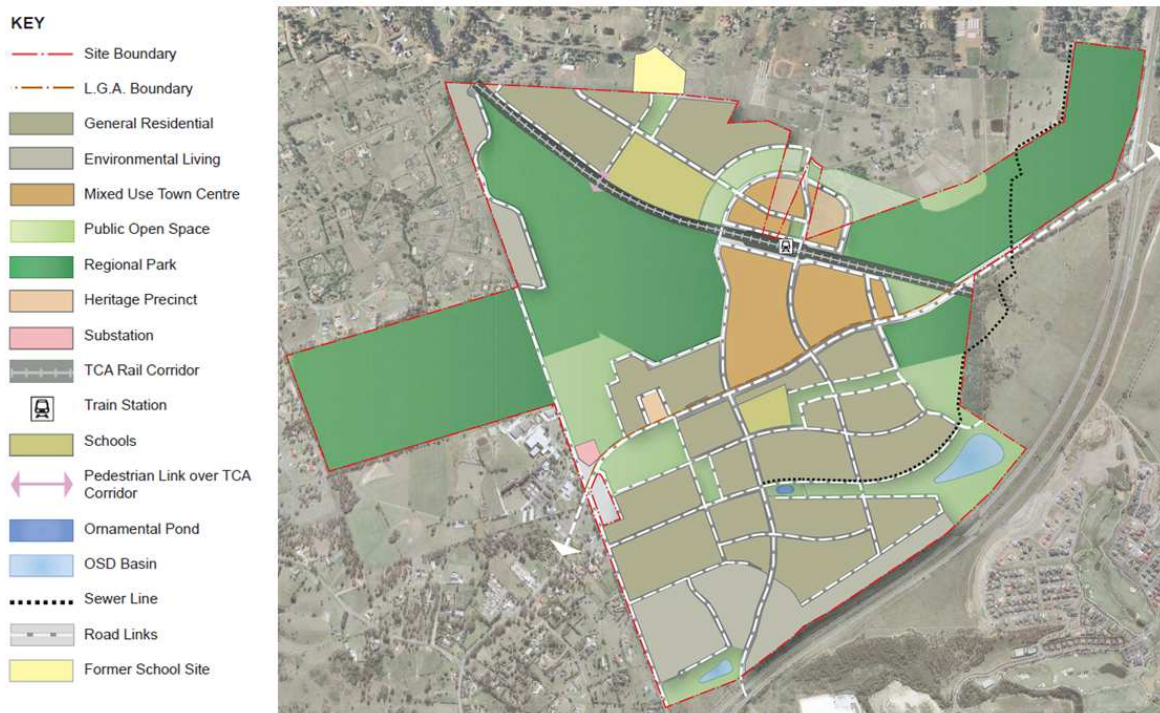 KEY
Site Boundary
L.G.A. Boundary
General Residential
Environmental Living
Mixed Use Town Centre
Public Open Space
Regional Park
Heritage Precinct
Substation
TCA Rail Corridor
Train Station
Schools
Pedestrian Link over TCA
Corridor
Ornamental Pond
OSD Basin
Sewer Line
Road Links
Former School Site